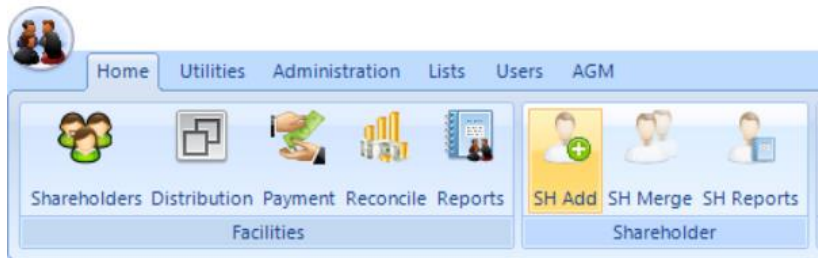 Home Utilities Administration Lists Users AGM
Shareholders Distribution Payment Reconcile Reports SH Add SH Merge SH Reports
Facilities Shareholder